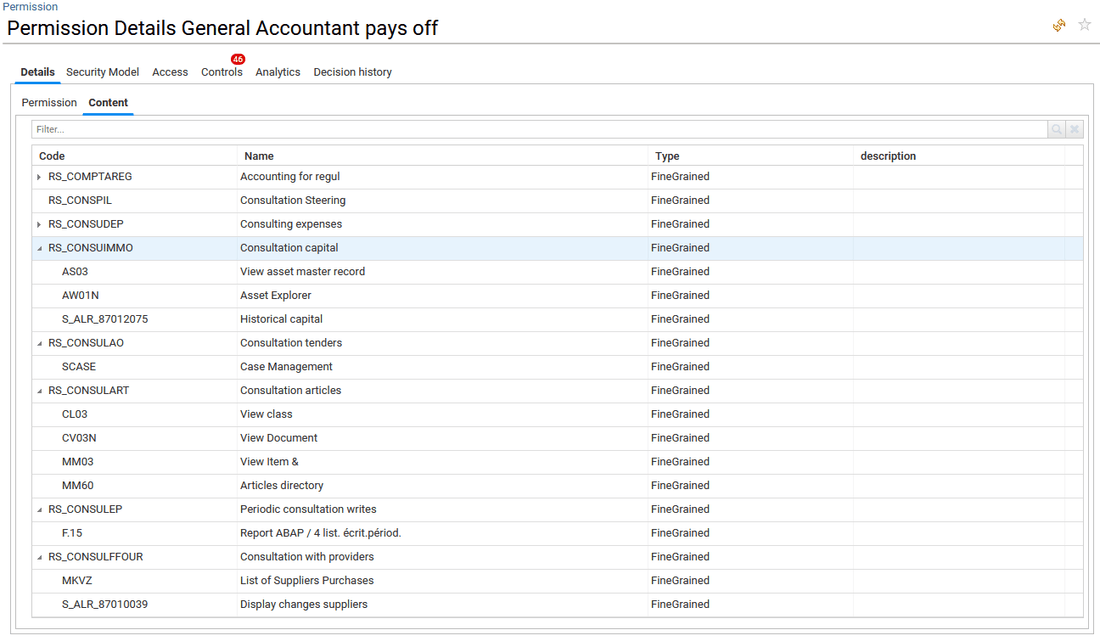 Permission
Permission Details General Accountant pays off
46
Details Security Model Access Controls Analytics Decision history
Permission Content
Filter...
Code Name Type description
RS_COMPTAREG Accounting for regul FineGrained
RS_CONSPIL Consultation Steering FineGrained
RS_CONSUDEP Consulting expenses FineGrained
RS_CONSUIMMO Consultation capital FineGrained
AS03 View asset master record FineGrained
AW01N Asset Explorer FineGrained
S_ALR_87012075 Historical capital FineGrained
RS_CONSULAO Consultation tenders FineGrained
SCASE Case Management FineGrained
RS_CONSULART Consultation articles FineGrained
CL03 View class FineGrained
CV03N View Document FineGrained
MM03 View Item & FineGrained
MM60 Articles directory FineGrained
RS_CONSULEP Periodic consultation writes FineGrained
F.15 Report ABAP / 4 list. écrit.périod. FineGrained
RS_CONSULFFOUR Consultation with providers FineGrained
MKVZ List of Suppliers Purchases FineGrained
S_ALR_87010039 Display changes suppliers FineGrained